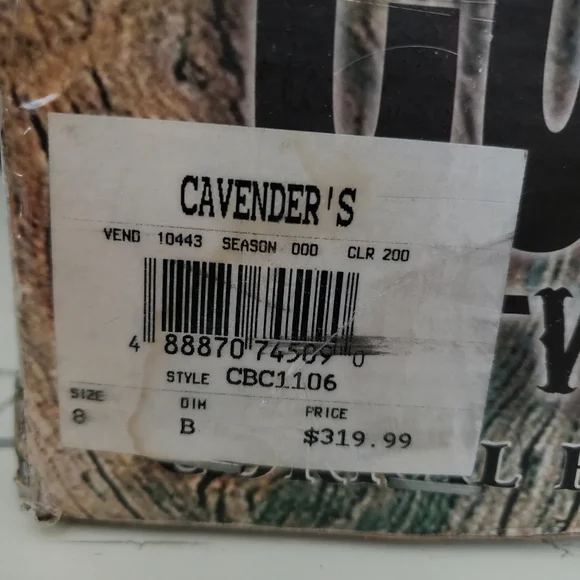 CAVENDER'S
VEND 10443 SEASON 000 CLR 200
4 88870 74509 0
STYLE CBC1106
SIZE DIM PRICE
8 B $319.99